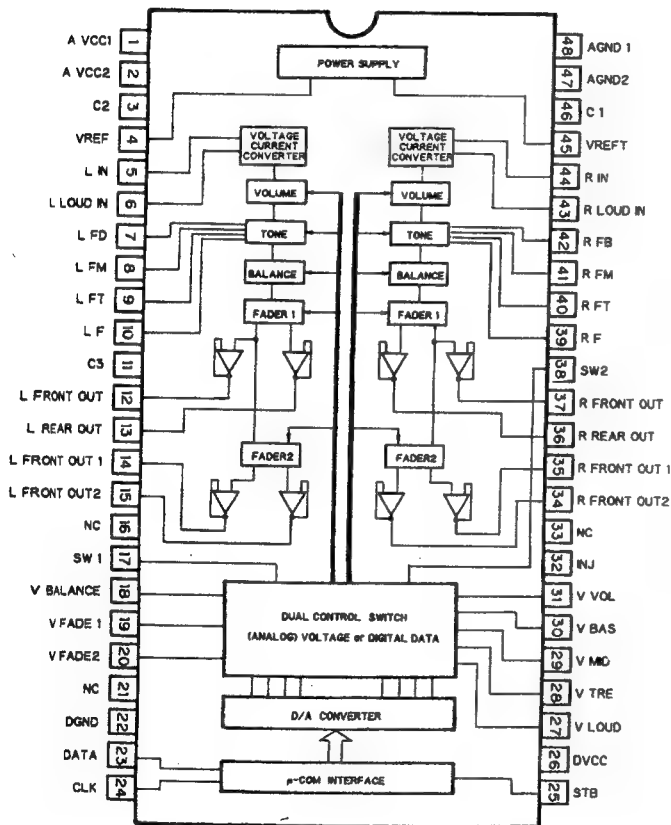 A VCC1 1
A VCC2 2
C2 3
VREF 4
L IN 5
L LOUD IN 6
L FD 7
L FM 8
L FT 9
L F 10
C3 11
L FRONT OUT 12
L REAR OUT 13
L FRONT OUT 1 14
L FRONT OUT2 15
NC 16
SW 1 17
V BALANCE 18
V FADE 1 19
V FADE2 20
NC 21
DGND 22
DATA 23
CLK 24
POWER SUPPLY
VOLTAGE
CURRENT
CONVERTER
VOLUME
TONE
BALANCE
FADER 1
FADER2
VOLTAGE
CURRENT
CONVERTER
VOLUME
TONE
BALANCE
FADER 1
FADER2
DUAL CONTROL SWITCH
(ANALOG) VOLTAGE or DIGITAL DATA
D/A CONVERTER
μ-COM INTERFACE
48 AGND 1
47 AGND2
46 C 1
45 VREFT
44 R IN
43 R LOUD IN
42 R FB
41 R FM
40 R FT
39 R F
38 SW2
37 R FRONT OUT
36 R REAR OUT
35 R FRONT OUT 1
34 R FRONT OUT2
33 NC
32 INJ
31 V VOL
30 V BAS
29 V MID
28 V TRE
27 V LOUD
26 DVCC
25 STB